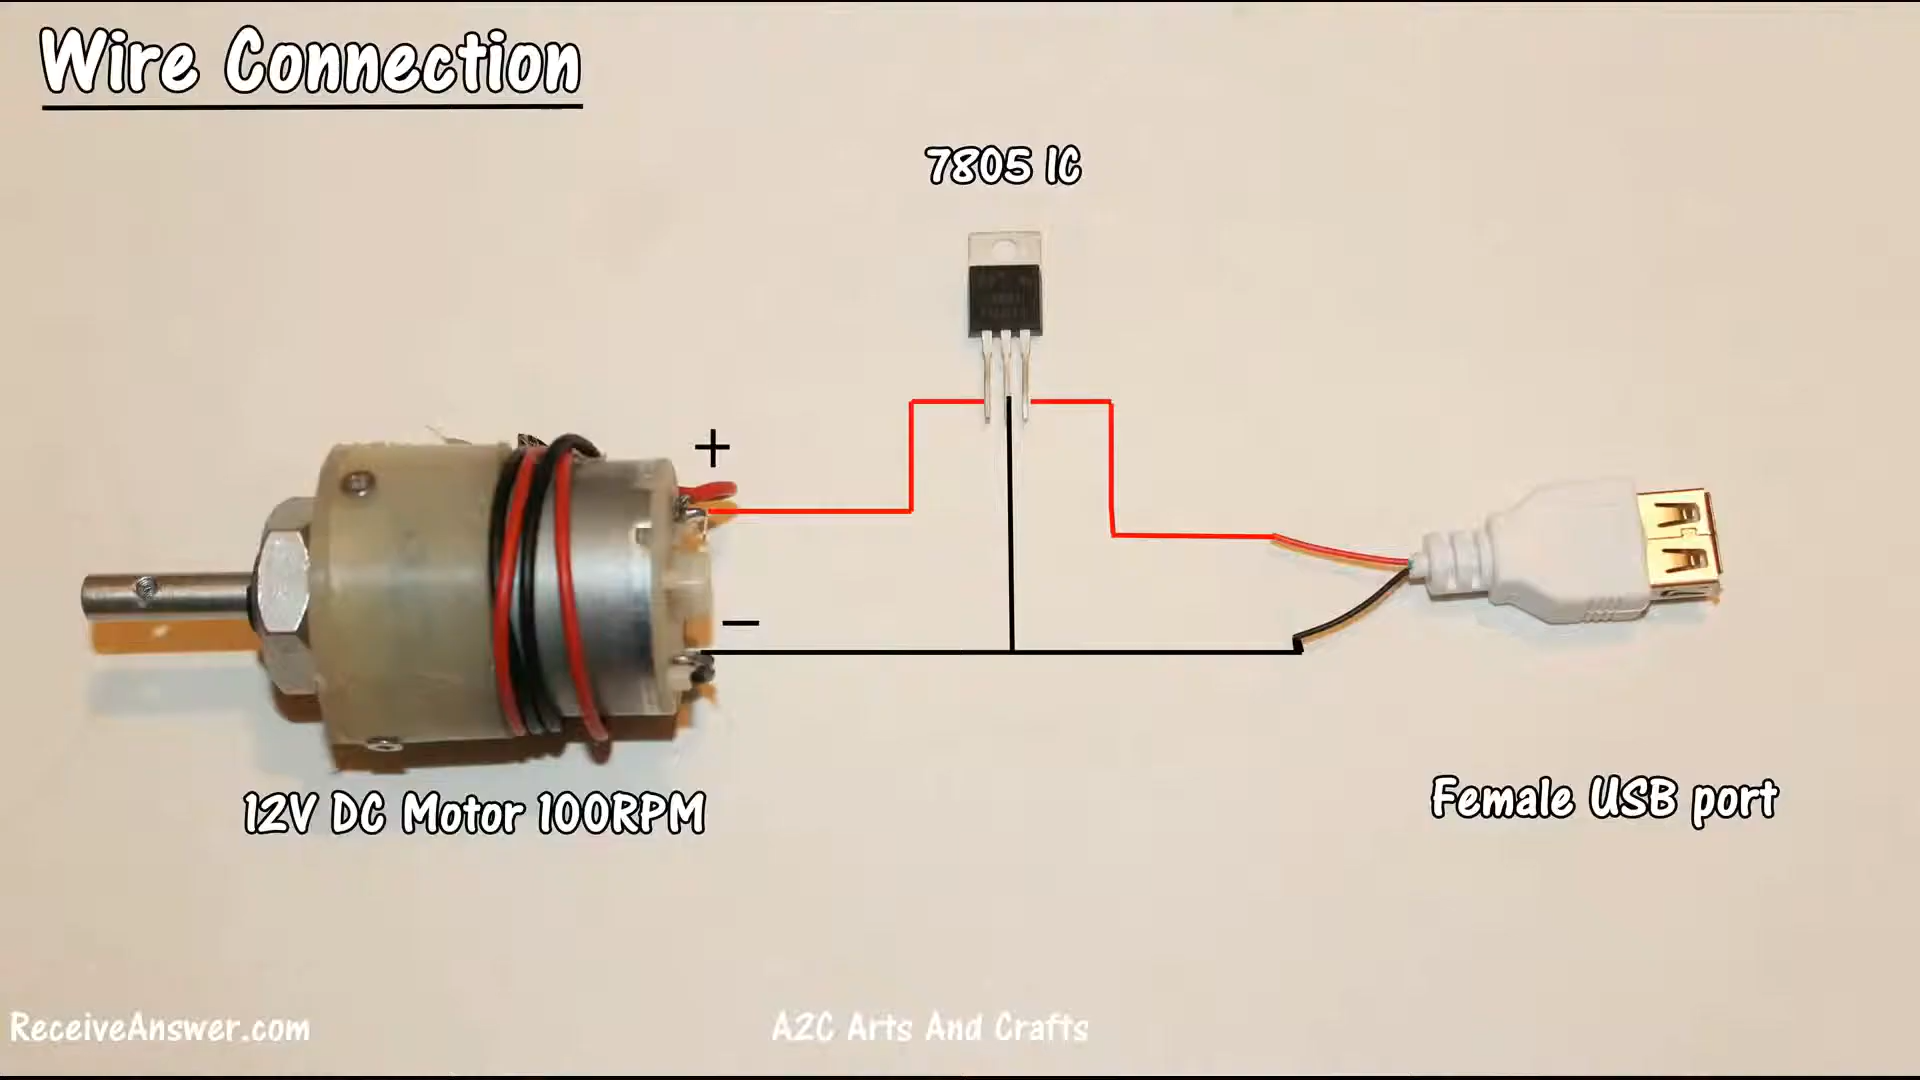 Wire Connection
7805 IC
+
−
12V DC Motor 100RPM
Female USB port
ReceiveAnswer.com
A2C Arts And Crafts